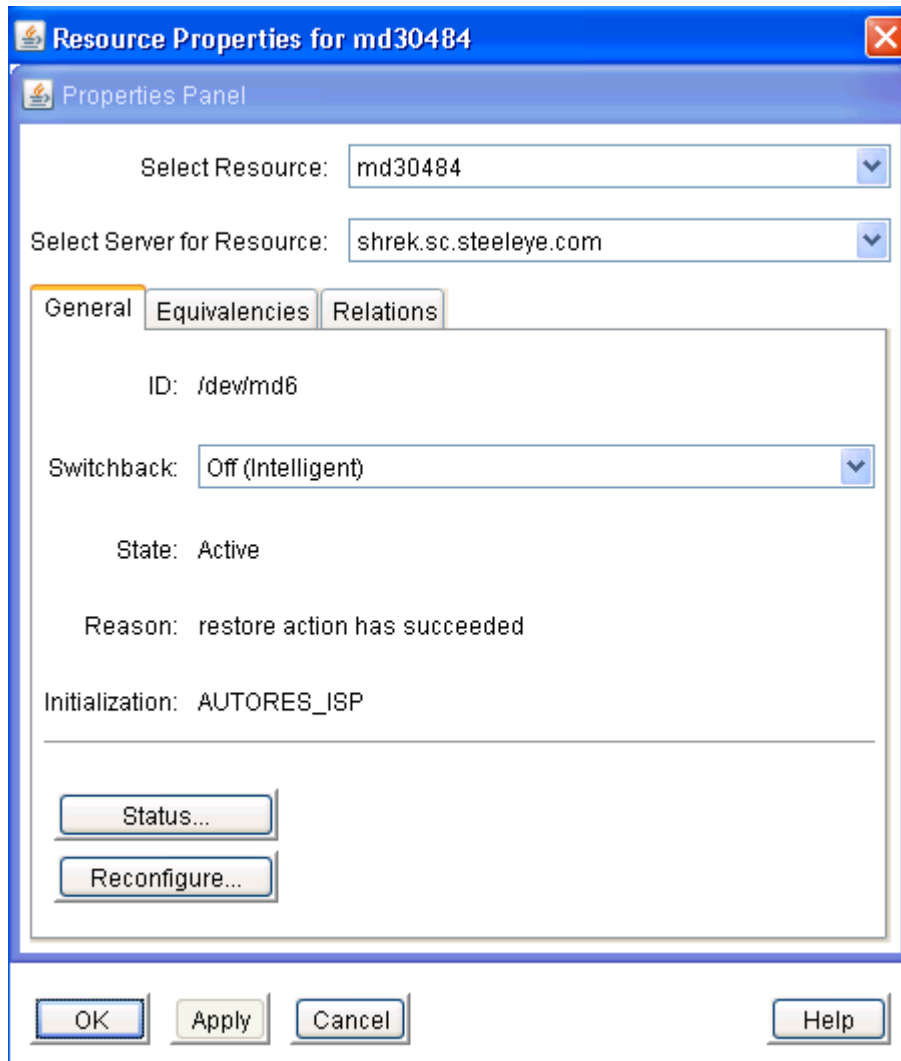 Resource Properties for md30484
Properties Panel
Select Resource: md30484
Select Server for Resource: shrek.sc.steeleye.com
General Equivalencies Relations
ID: /dev/md6
Switchback: Off (Intelligent)
State: Active
Reason: restore action has succeeded
Initialization: AUTORES_ISP
Status...
Reconfigure...
OK Apply Cancel Help